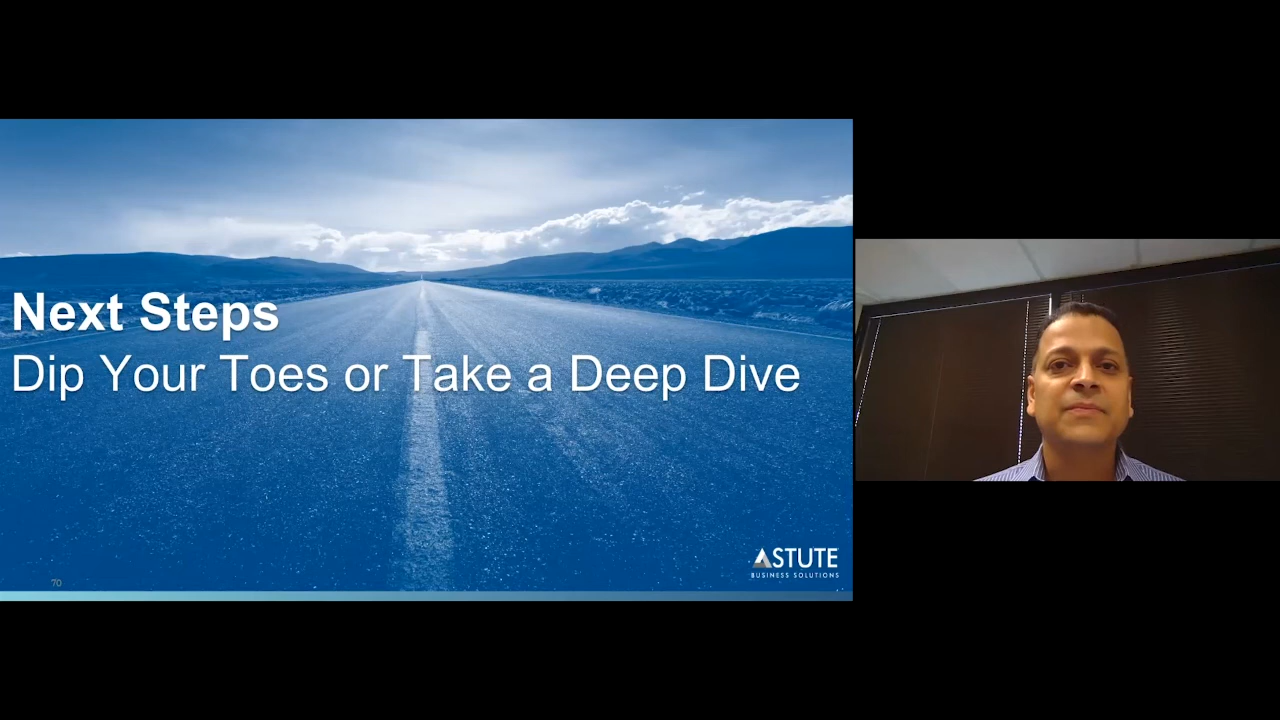 Next Steps
Dip Your Toes or Take a Deep Dive
ASTUTE
BUSINESS SOLUTIONS
70